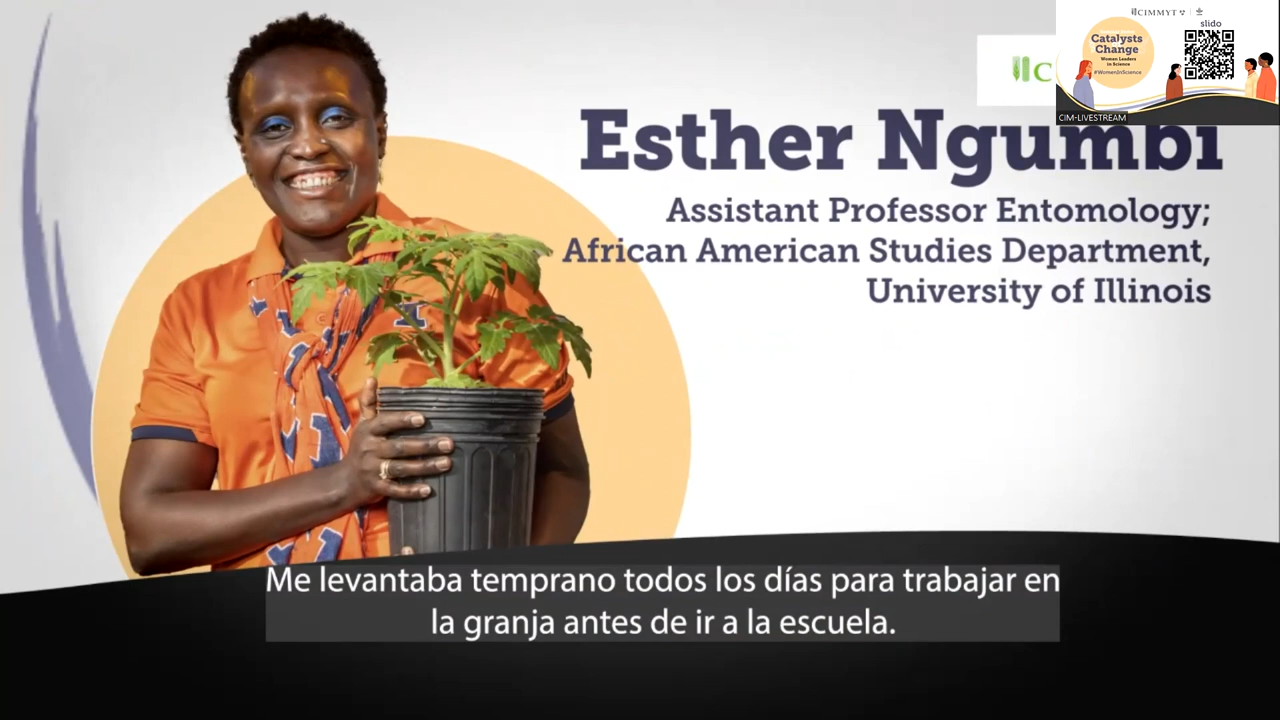 Esther Ngumbi
Assistant Professor Entomology;
African American Studies Department,
University of Illinois
Me levantaba temprano todos los días para trabajar en
la granja antes de ir a la escuela.
C
CIMMYT
slido
Catalysts
Change
Women Leaders
in Science
#WomenInScience
CIM-LIVESTREAM